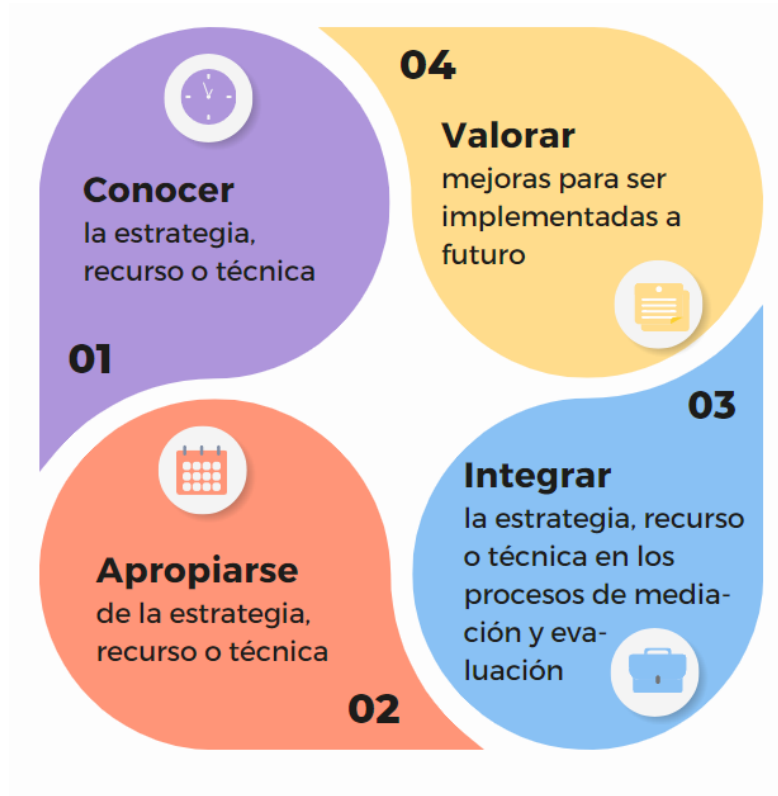 Conocer
la estrategia,
recurso o técnica
01
Apropiarse
de la estrategia,
recurso o técnica
02
03
Integrar
la estrategia, recurso
o técnica en los
procesos de media-
ción y eva-
luación
04
Valorar
mejoras para ser
implementadas a
futuro